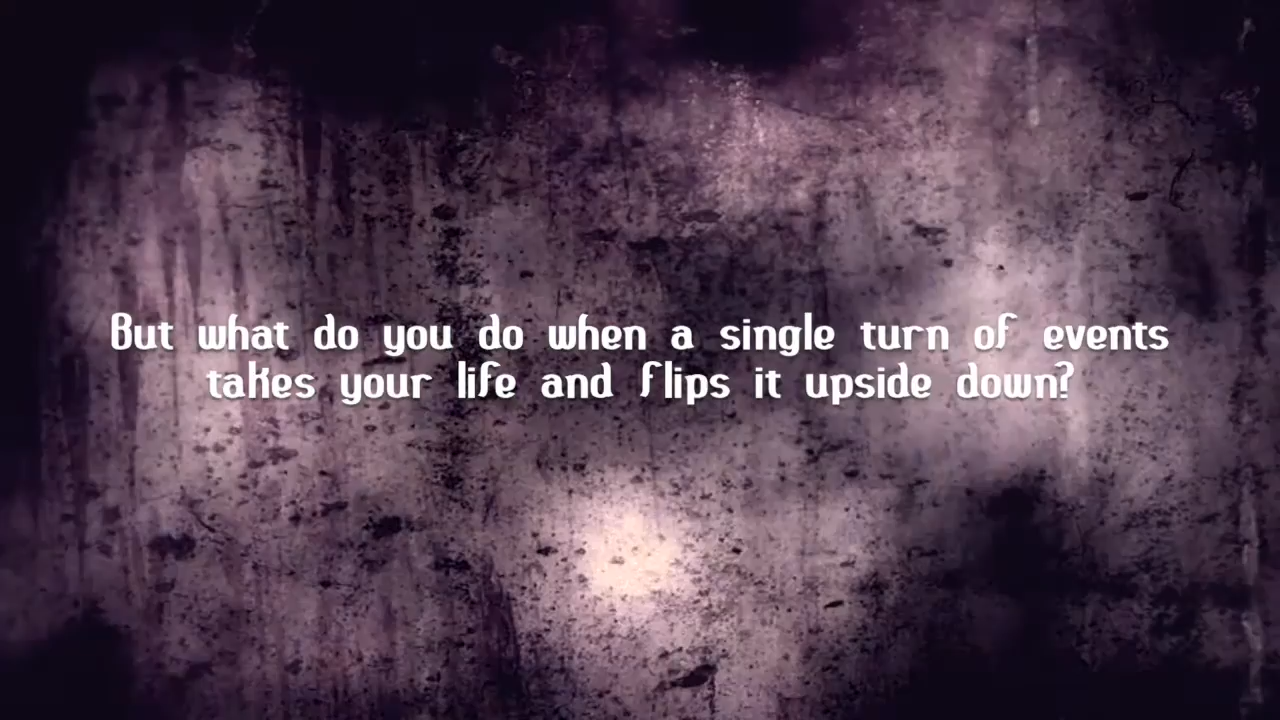 But what do you do when a single turn of events
takes your life and flips it upside down?